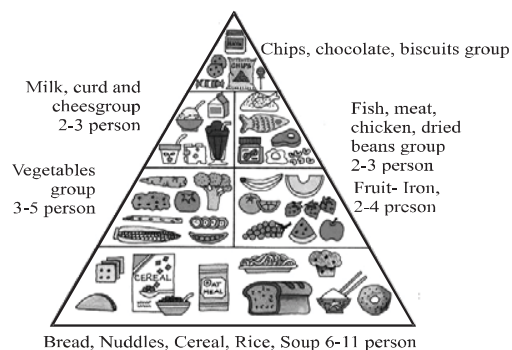 Chips, chocolate, biscuits group
CHIPS
Milk, curd and
cheesgroup
2-3 person
Fish, meat,
chicken, dried
beans group
2-3 person
Vegetables
group
3-5 person
Fruit- Iron,
2-4 prcson
CEREAL
OAT
MEAL
Bread, Nuddles, Cereal, Rice, Soup 6-11 person